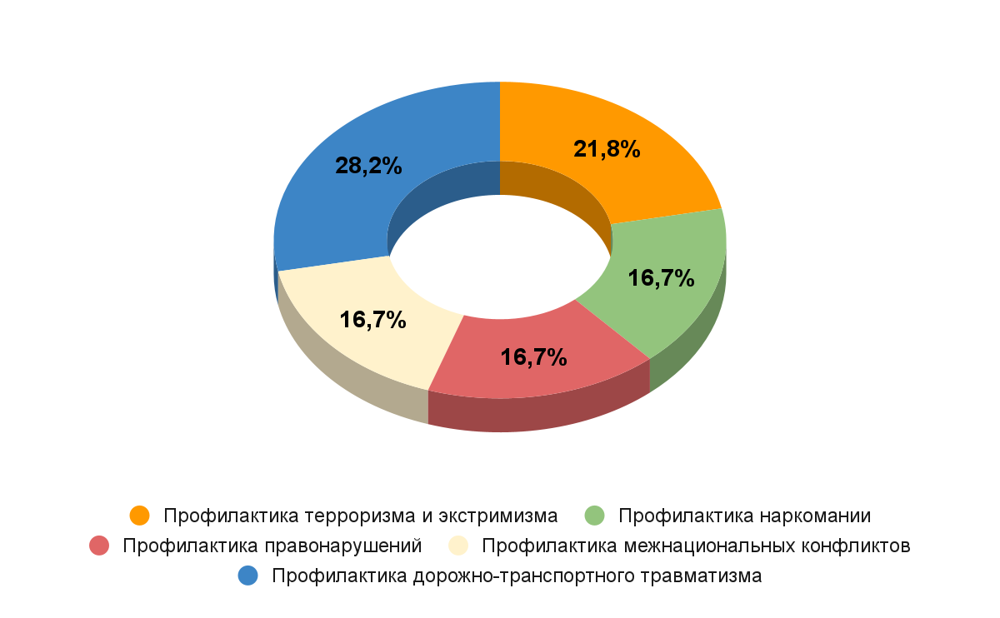 21,8%
28,2%
16,7%
16,7%
16,7%
Профилактика терроризма и экстримизма
Профилактика наркомании
Профилактика правонарушений
Профилактика межнациональных конфликтов
Профилактика дорожно-транспортного травматизма